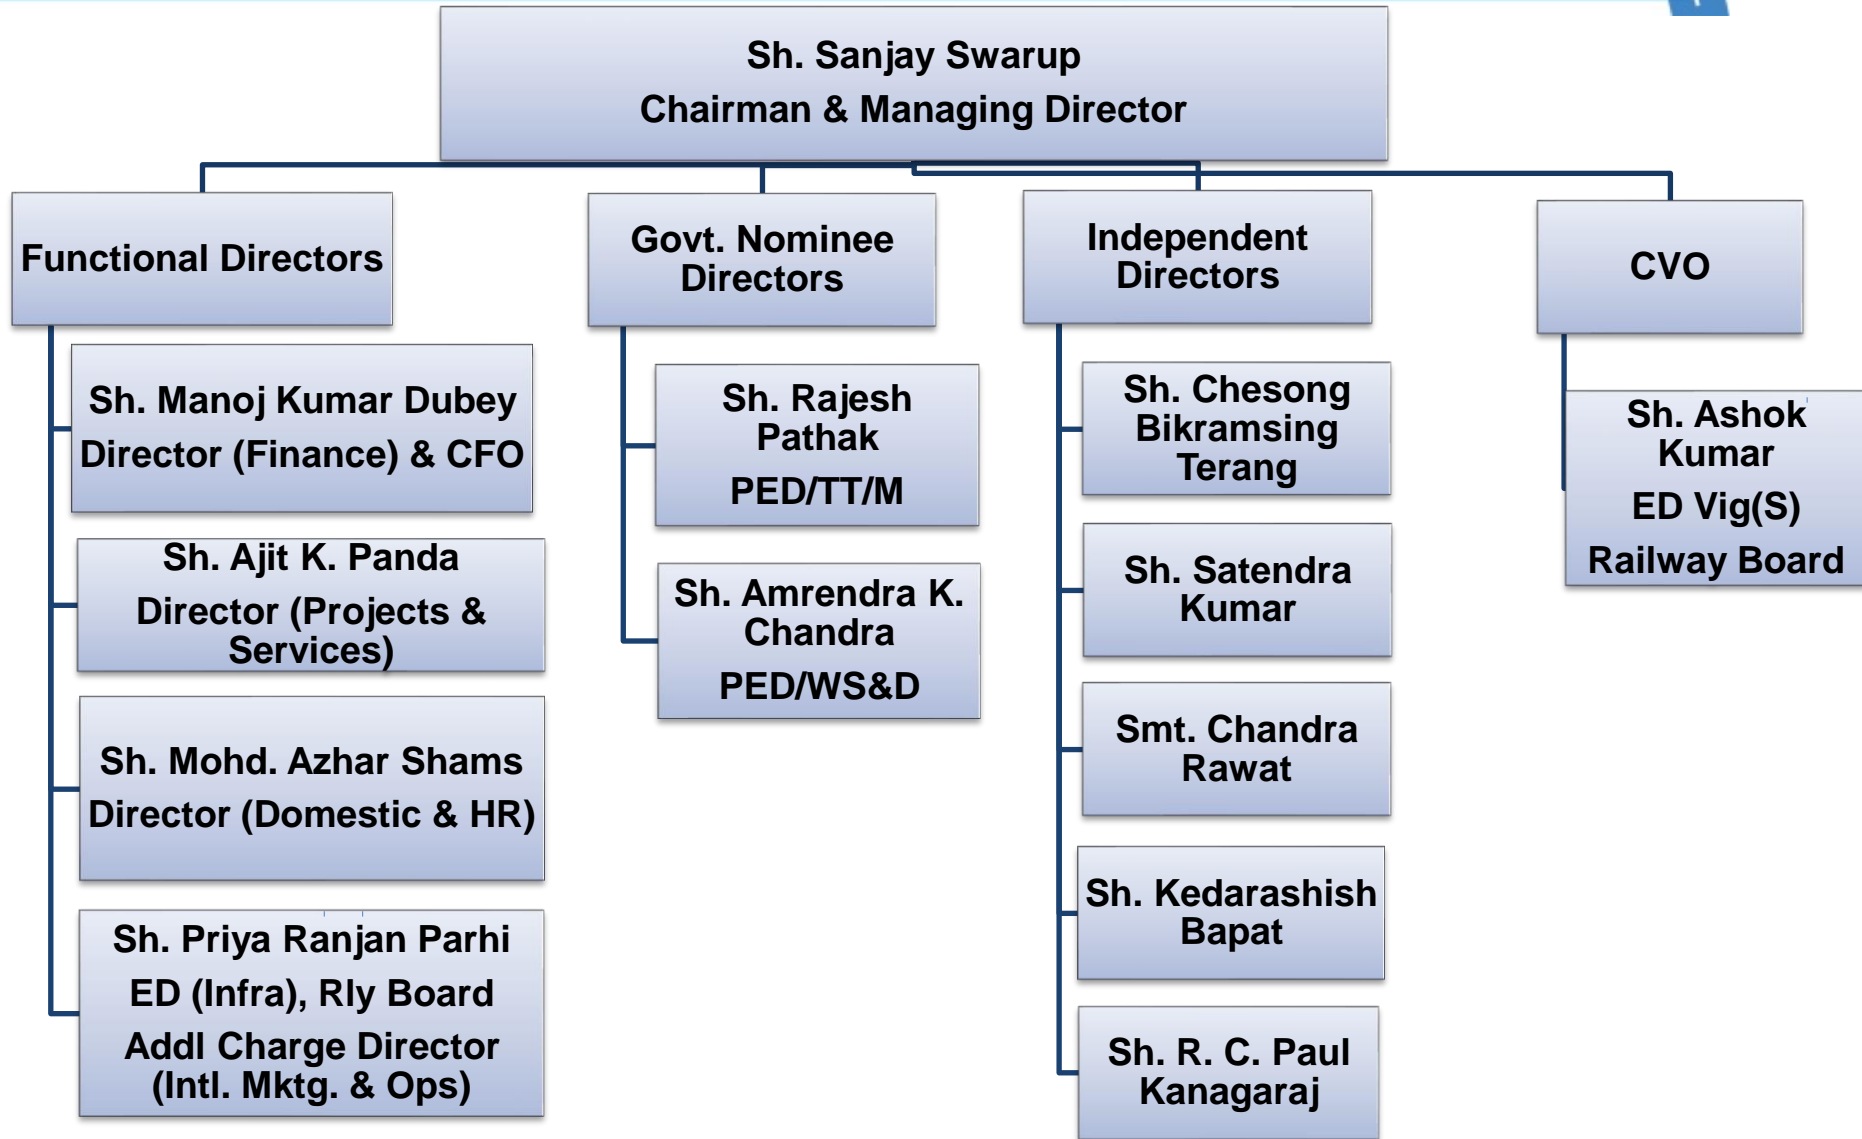 Sh. Sanjay Swarup
Chairman & Managing Director
Functional Directors
Sh. Manoj Kumar Dubey
Director (Finance) & CFO
Sh. Ajit K. Panda
Director (Projects &
Services)
Sh. Mohd. Azhar Shams
Director (Domestic & HR)
Sh. Priya Ranjan Parhi
ED (Infra), Rly Board
Addl Charge Director
(Intl. Mktg. & Ops)
Govt. Nominee
Directors
Sh. Rajesh
Pathak
PED/TT/M
Sh. Amrendra K.
Chandra
PED/WS&D
Independent
Directors
Sh. Chesong
Bikramsing
Terang
Sh. Satendra
Kumar
Smt. Chandra
Rawat
Sh. Kedarashish
Bapat
Sh. R. C. Paul
Kanagaraj
CVO
Sh. Ashok
Kumar
ED Vig(S)
Railway Board